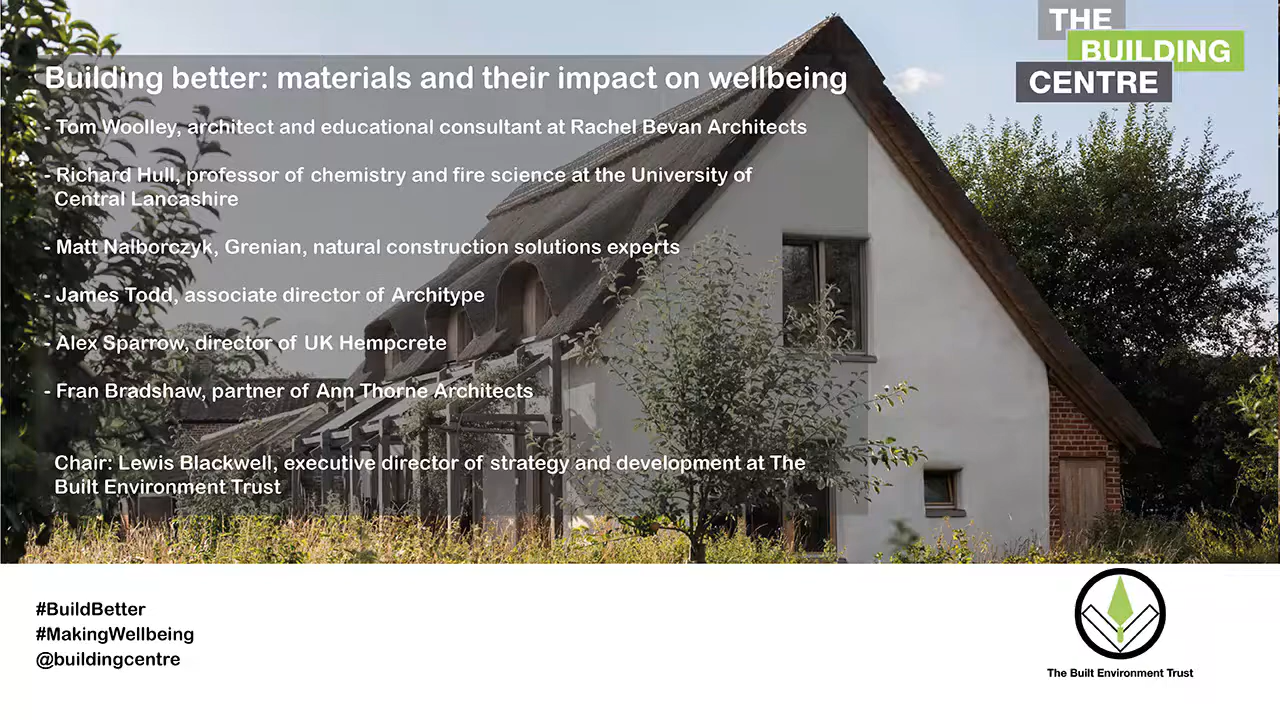 THE
BUILDING
CENTRE
Building better: materials and their impact on wellbeing
- Tom Woolley, architect and educational consultant at Rachel Bevan Architects
- Richard Hull, professor of chemistry and fire science at the University of
Central Lancashire
- Matt Nalborczyk, Grenian, natural construction solutions experts
- James Todd, associate director of Architype
- Alex Sparrow, director of UK Hempcrete
- Fran Bradshaw, partner of Ann Thorne Architects
Chair: Lewis Blackwell, executive director of strategy and development at The
Built Environment Trust
#BuildBetter
#MakingWellbeing
@buildingcentre
The Built Environment Trust